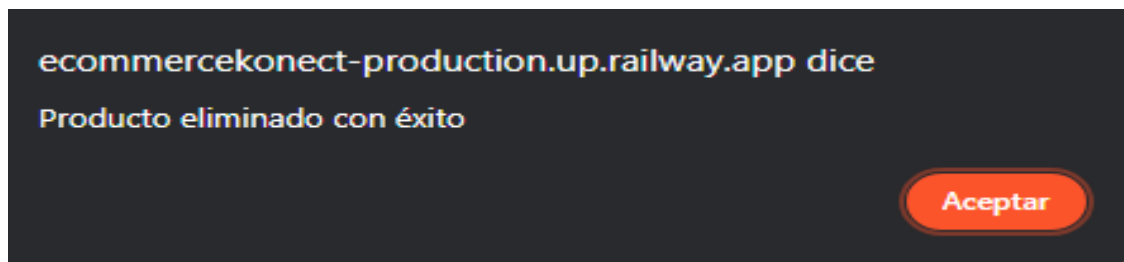 ecommercekonect-production.up.railway.app dice
Producto eliminado con éxito
Aceptar